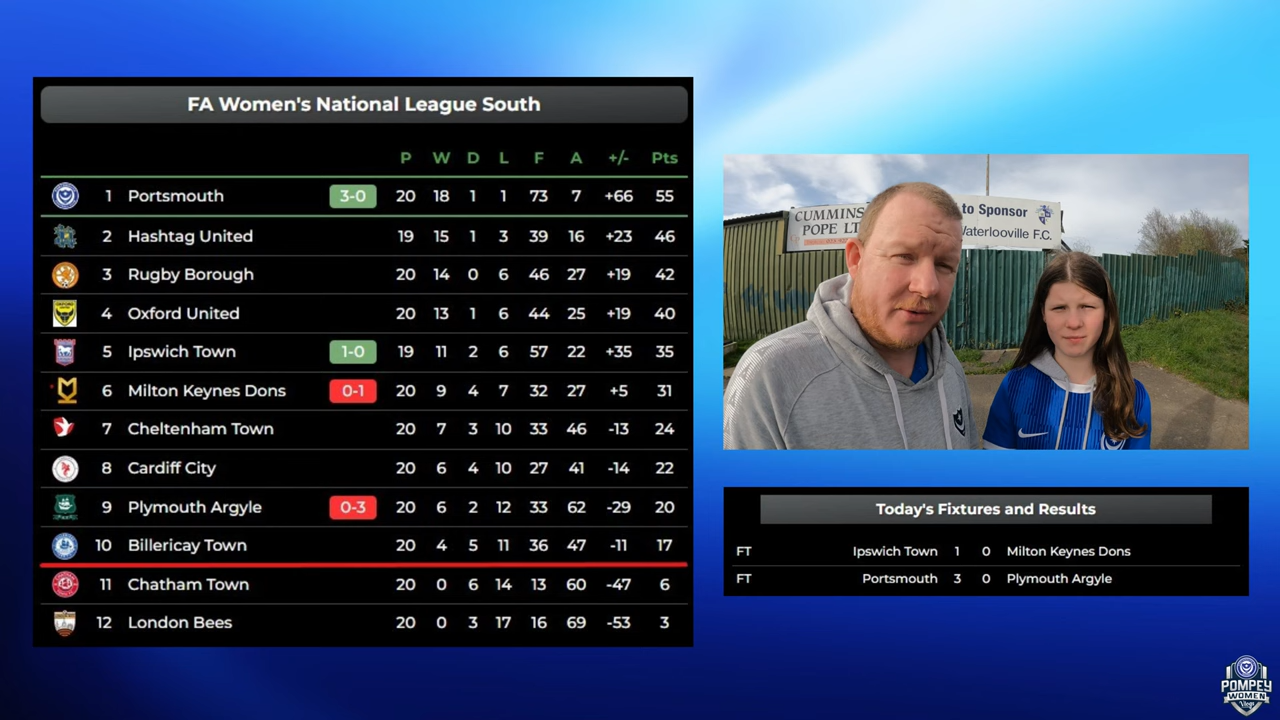 FA Women's National League South
P W D L F A +/- Pts
1 Portsmouth 3-0 20 18 1 1 73 7 +66 55
2 Hashtag United 19 15 1 3 39 16 +23 46
3 Rugby Borough 20 14 0 6 46 27 +19 42
4 Oxford United 20 13 1 6 44 25 +19 40
5 Ipswich Town 1-0 19 11 2 6 57 22 +35 35
6 Milton Keynes Dons 0-1 20 9 4 7 32 27 +5 31
7 Cheltenham Town 20 7 3 10 33 46 -13 24
8 Cardiff City 20 6 4 10 27 41 -14 22
9 Plymouth Argyle 0-3 20 6 2 12 33 62 -29 20
10 Billericay Town 20 4 5 11 36 47 -11 17
11 Chatham Town 20 0 6 14 13 60 -47 6
12 London Bees 20 0 3 17 16 69 -53 3
CUMMINS
POPE LT
to Sponsor
Waterlooville F.C.
Today's Fixtures and Results
FT Ipswich Town 1 0 Milton Keynes Dons
FT Portsmouth 3 0 Plymouth Argyle
POMPEY
WOMEN
Vlogs